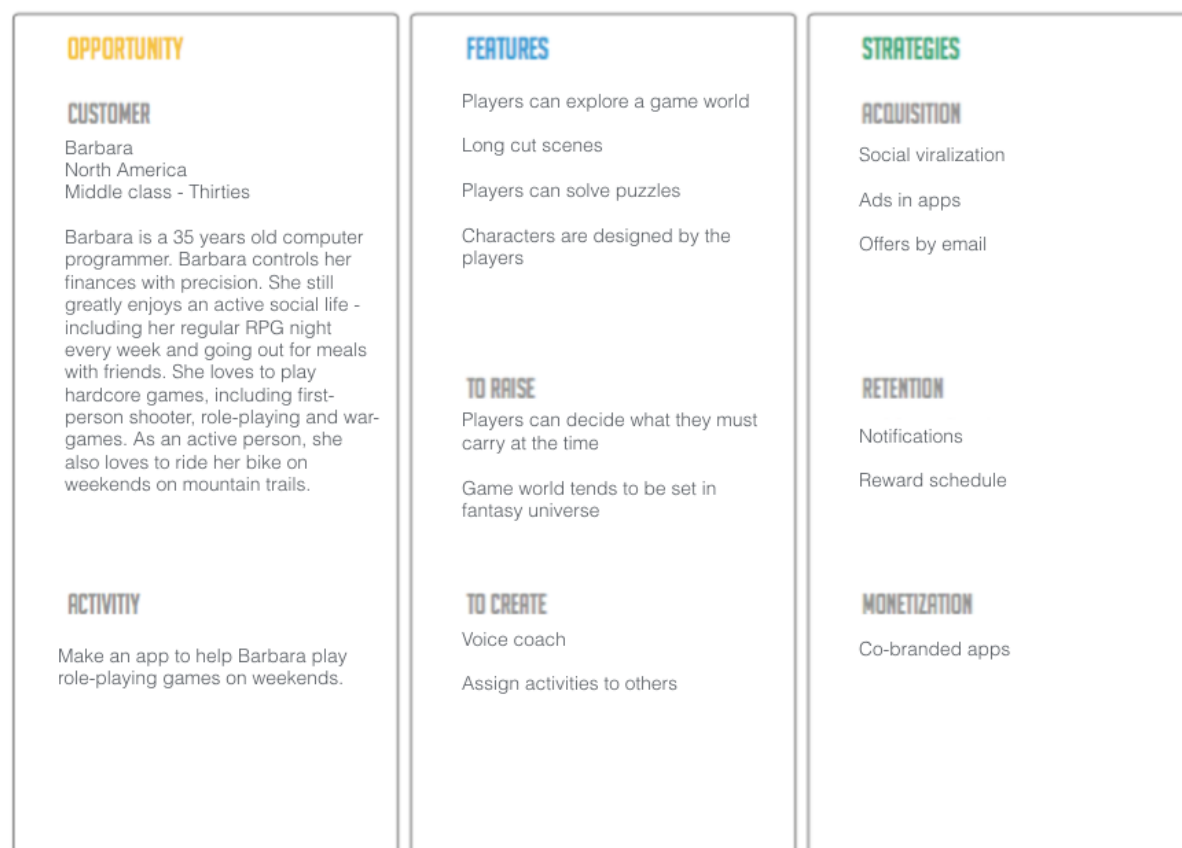 OPPORTUNITY
CUSTOMER
Barbara
North America
Middle class - Thirties
Barbara is a 35 years old computer
programmer. Barbara controls her
finances with precision. She still
greatly enjoys an active social life -
including her regular RPG night
every week and going out for meals
with friends. She loves to play
hardcore games, including first-
person shooter, role-playing and war-
games. As an active person, she
also loves to ride her bike on
weekends on mountain trails.
ACTIVITIY
Make an app to help Barbara play
role-playing games on weekends.
FEATURES
Players can explore a game world
Long cut scenes
Players can solve puzzles
Characters are designed by the
players
TO RAISE
Players can decide what they must
carry at the time
Game world tends to be set in
fantasy universe
TO CREATE
Voice coach
Assign activities to others
STRATEGIES
ACQUISITION
Social viralization
Ads in apps
Offers by email
RETENTION
Notifications
Reward schedule
MONETIZATION
Co-branded apps